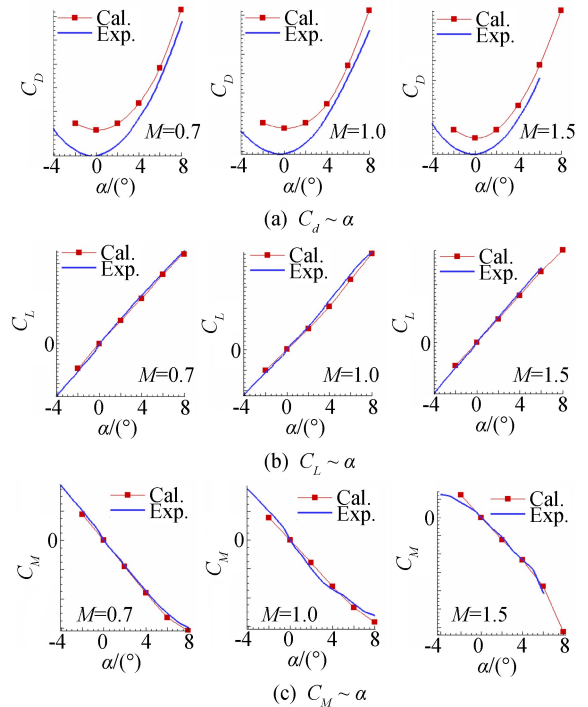 Cal.
Exp.
C_D
M=0.7
-4 0 4 8
α/(°)
Cal.
Exp.
C_D
M=1.0
-4 0 4 8
α/(°)
Cal.
Exp.
C_D
M=1.5
-4 0 4 8
α/(°)
(a) C_d ~ α
Cal.
Exp.
C_L
0
M=0.7
-4 0 4 8
α/(°)
Cal.
Exp.
C_L
0
M=1.0
-4 0 4 8
α/(°)
Cal.
Exp.
C_L
0
M=1.5
-4 0 4 8
α/(°)
(b) C_L ~ α
Cal.
Exp.
C_M
0
M=0.7
-4 0 4 8
α/(°)
Cal.
Exp.
C_M
0
M=1.0
-4 0 4 8
α/(°)
Cal.
Exp.
C_M
0
M=1.5
-4 0 4 8
α/(°)
(c) C_M ~ α